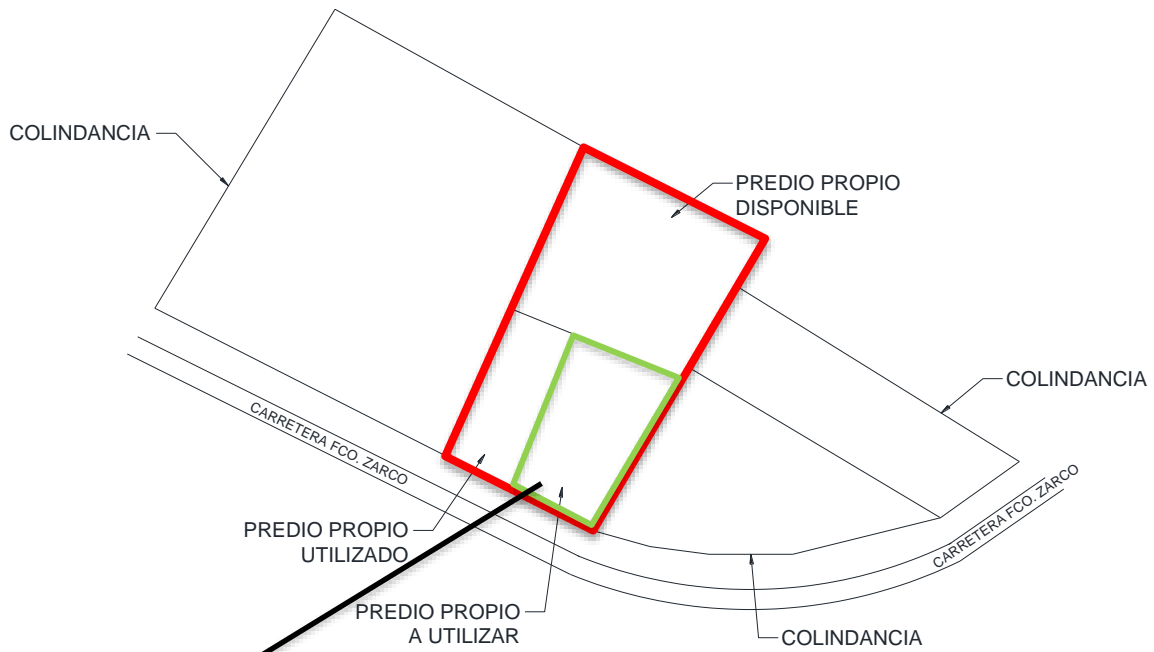 COLINDANCIA
PREDIO PROPIO
DISPONIBLE
COLINDANCIA
CARRETERA FCO. ZARCO
CARRETERA FCO. ZARCO
PREDIO PROPIO
UTILIZADO
PREDIO PROPIO
A UTILIZAR
COLINDANCIA